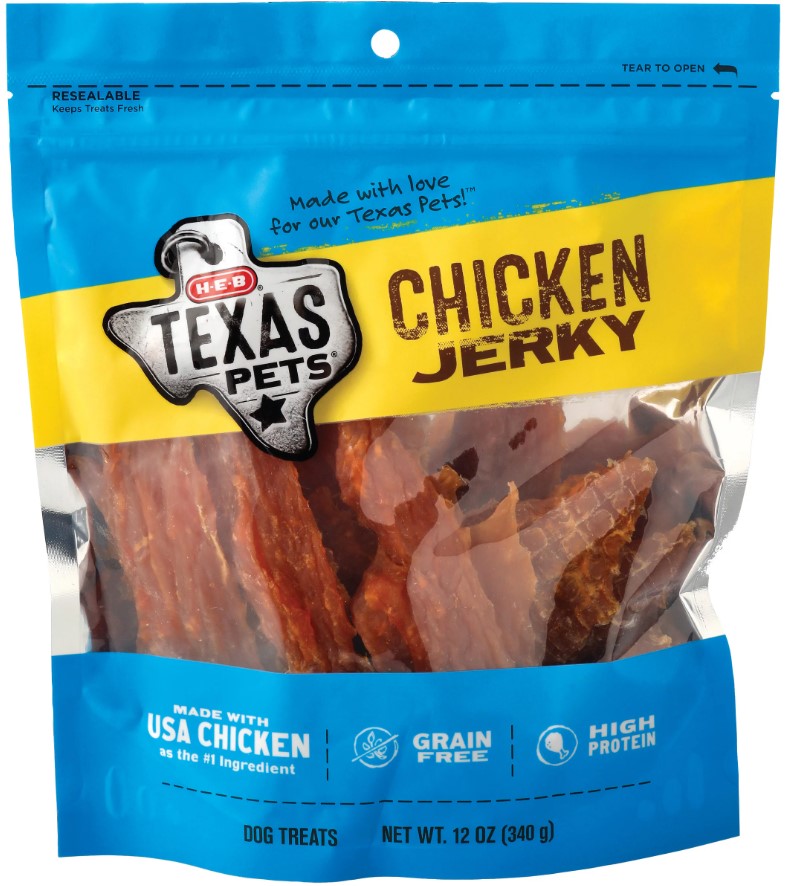 TEAR TO OPEN
RESEALABLE
Keeps Treats Fresh
Made with love
for our Texas Pets!™
H-E-B®
TEXAS
PETS®
CHICKEN
JERKY
MADE WITH
USA CHICKEN
as the #1 Ingredient
GRAIN
FREE
HIGH
PROTEIN
DOG TREATS NET WT. 12 OZ (340 g)